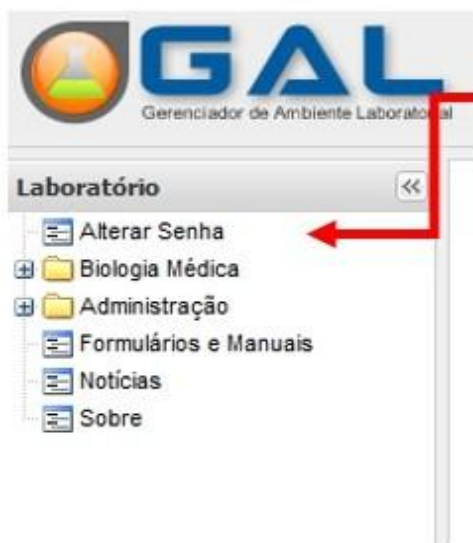 GAL
Gerenciador de Ambiente Laboratorial
Laboratório
Alterar Senha
Biologia Médica
Administração
Formulários e Manuais
Notícias
Sobre